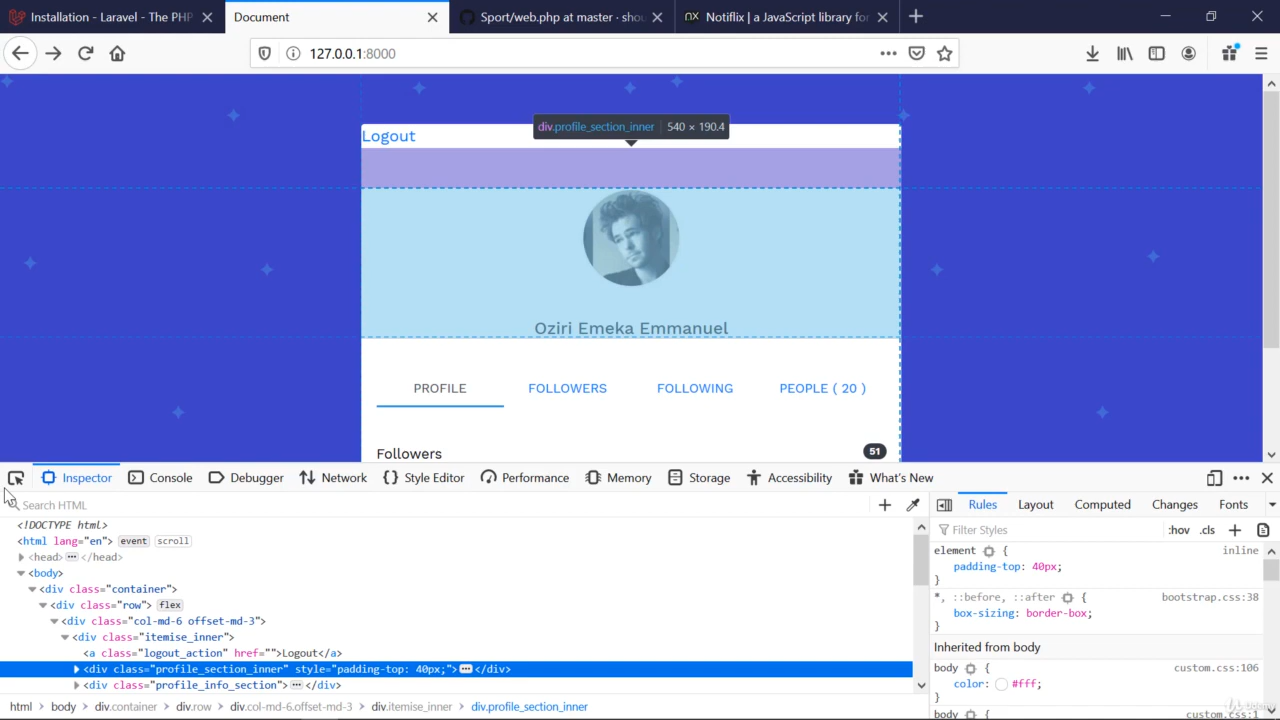 Installation - Laravel - The PHP
Document
Sport/web.php at master · shou
Notiflix | a JavaScript library for
127.0.0.1:8000
Logout
div.profile_section_inner | 540 × 190.4
Oziri Emeka Emmanuel
PROFILE FOLLOWERS FOLLOWING PEOPLE ( 20 )
Followers 51
Inspector Console Debugger Network Style Editor Performance Memory Storage Accessibility What's New
Search HTML
Rules Layout Computed Changes Fonts
Filter Styles :hov .cls
<!DOCTYPE html>
<html lang="en"> event scroll
<head> ••• </head>
<body>
<div class="container">
<div class="row"> flex
<div class="col-md-6 offset-md-3">
<div class="itemise_inner">
<a class="logout_action" href="">Logout</a>
<div class="profile_section_inner" style="padding-top: 40px;"> ••• </div>
<div class="profile_info_section"> ••• </div>
element { inline
padding-top: 40px;
}
*, ::before, ::after { bootstrap.css:38
box-sizing: border-box;
}
Inherited from body
body { custom.css:106
color: #fff;
}
body { custom.css:1
html > body > div.container > div.row > div.col-md-6.offset-md-3 > div.itemise_inner > div.profile_section_inner
Udemy